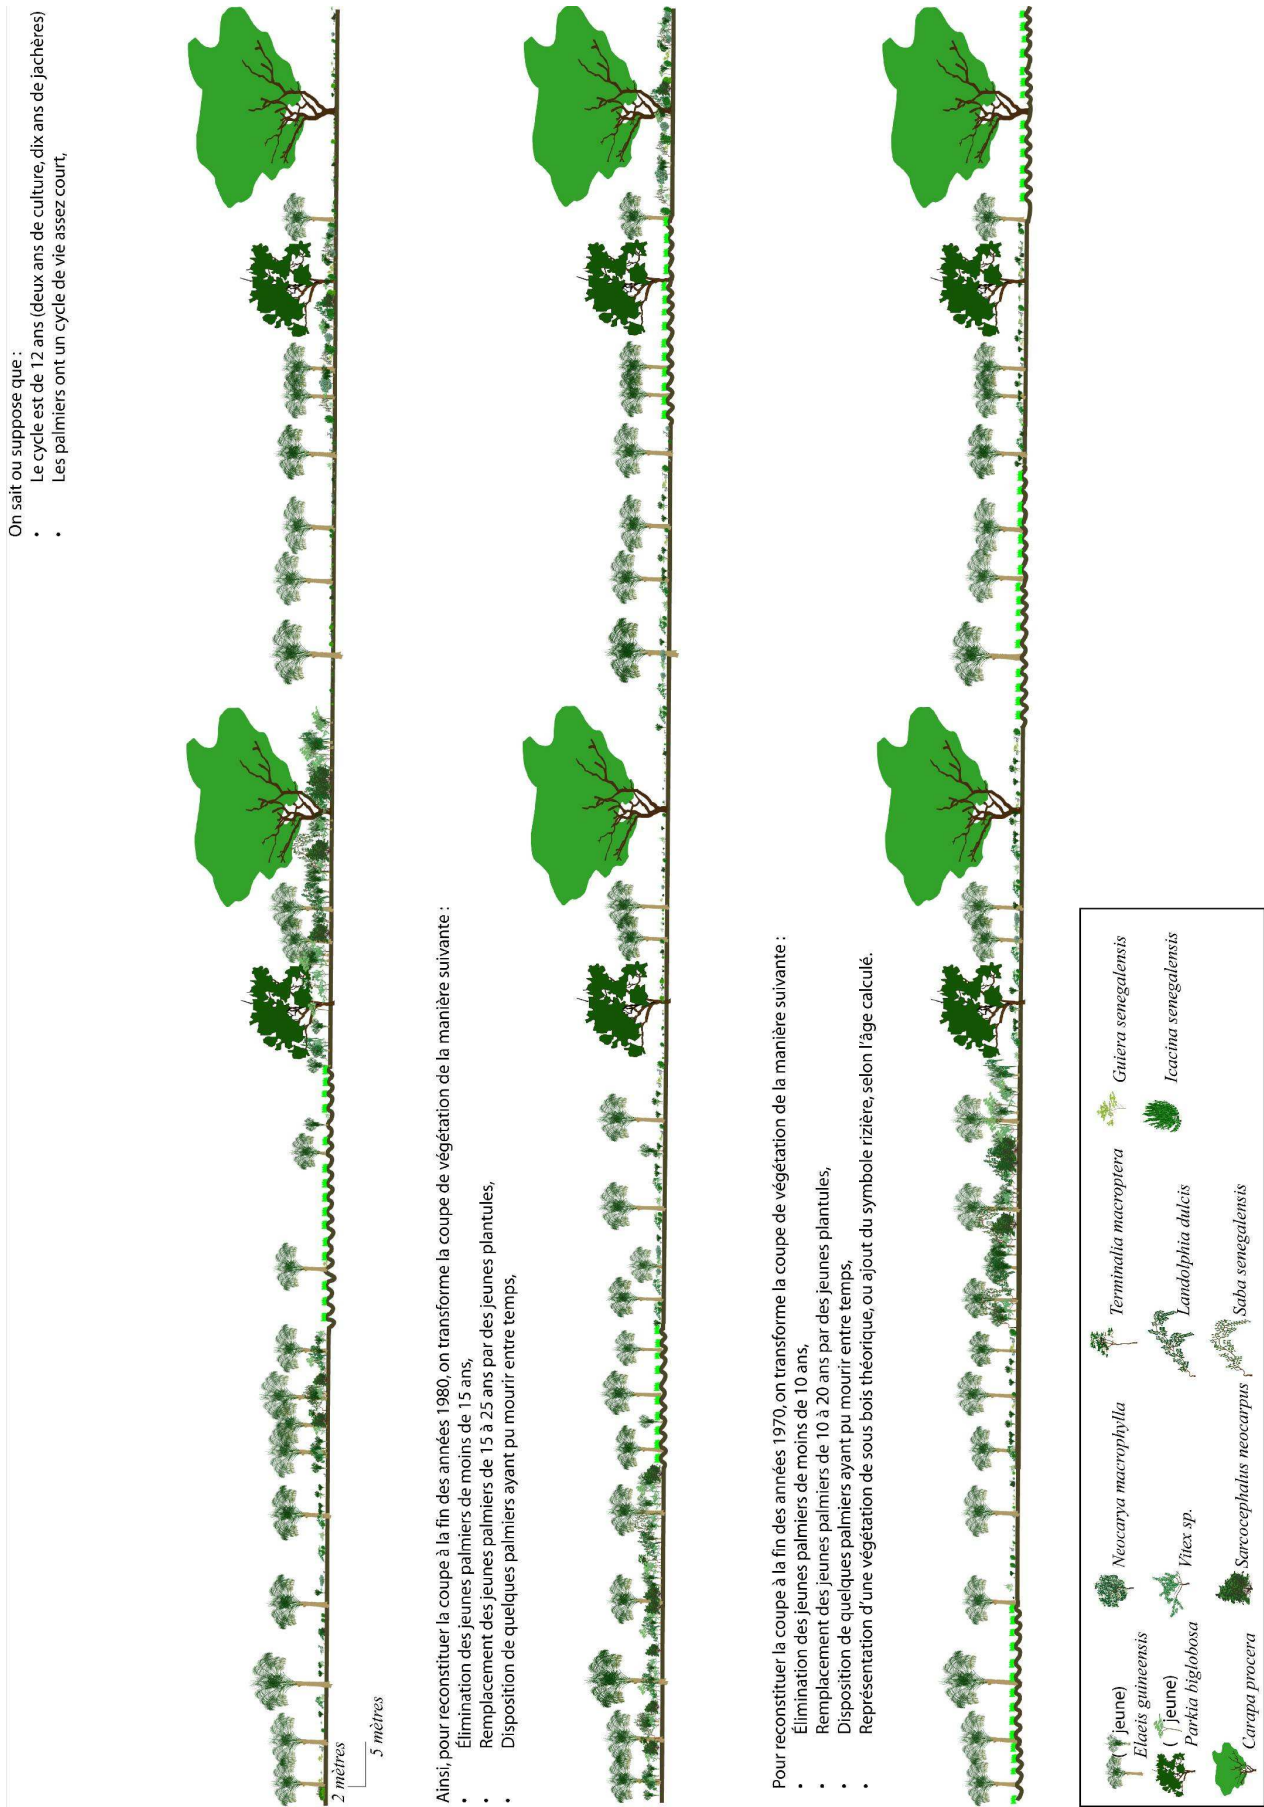 On sait ou suppose que :
• Le cycle est de 12 ans (deux ans de culture, dix ans de jachères)
• Les palmiers ont un cycle de vie assez court,
2 mètres
5 mètres
Ainsi, pour reconstituer la coupe à la fin des années 1980, on transforme la coupe de végétation de la manière suivante :
• Élimination des jeunes palmiers de moins de 15 ans,
• Remplacement des jeunes palmiers de 15 à 25 ans par des jeunes plantules,
• Disposition de quelques palmiers ayant pu mourir entre temps,
Pour reconstituer la coupe à la fin des années 1970, on transforme la coupe de végétation de la manière suivante :
• Élimination des jeunes palmiers de moins de 10 ans,
• Remplacement des jeunes palmiers de 10 à 20 ans par des jeunes plantules,
• Disposition de quelques palmiers ayant pu mourir entre temps,
• Représentation d'une végétation de sous bois théorique, ou ajout du symbole rizière, selon l'âge calculé.
( jeune)
Elaeis guineensis
( jeune)
Parkia biglobosa
Carapa procera
Neocarya macrophylla
Vitex sp.
Sarcocephalus neocarpus
Terminalia macroptera
Landolphia dulcis
Saba senegalensis
Guiera senegalensis
Icacina senegalensis